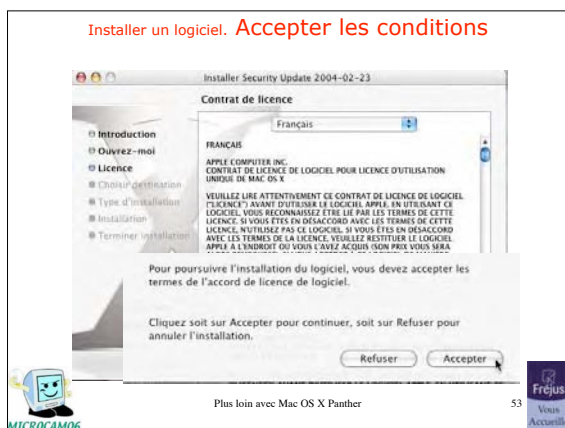 Installer un logiciel. Accepter les conditions
Installer Security Update 2004-02-23
Contrat de licence
Introduction
Ouvrez-moi
Licence
Choisir destination
Type d'installation
Installation
Terminer installation
Français
FRANÇAIS
APPLE COMPUTER INC.
CONTRAT DE LICENCE DE LOGICIEL POUR LICENCE D'UTILISATION
UNIQUE DE MAC OS X
VEUILLEZ LIRE ATTENTIVEMENT CE CONTRAT DE LICENCE DE LOGICIEL
("LICENCE") AVANT D'UTILISER LE LOGICIEL APPLE. EN UTILISANT CE
LOGICIEL, VOUS RECONNAISSEZ ÊTRE LIÉ PAR LES TERMES DE CETTE
LICENCE. SI VOUS ÊTES EN DÉSACCORD AVEC LES TERMES DE CETTE
LICENCE, N'UTILISEZ PAS CE LOGICIEL. SI VOUS ÊTES EN DÉSACCORD
AVEC LES TERMES DE LA LICENCE, VEUILLEZ RESTITUER LE LOGICIEL
APPLE À L'ENDROIT OÙ VOUS L'AVEZ ACQUIS (SON PRIX VOUS SERA
Pour poursuivre l'installation du logiciel, vous devez accepter les
termes de l'accord de licence de logiciel.
Cliquez soit sur Accepter pour continuer, soit sur Refuser pour
annuler l'installation.
Refuser
Accepter
MICROCAM06
Plus loin avec Mac OS X Panther
53
Fréjus
Vous
Accueille